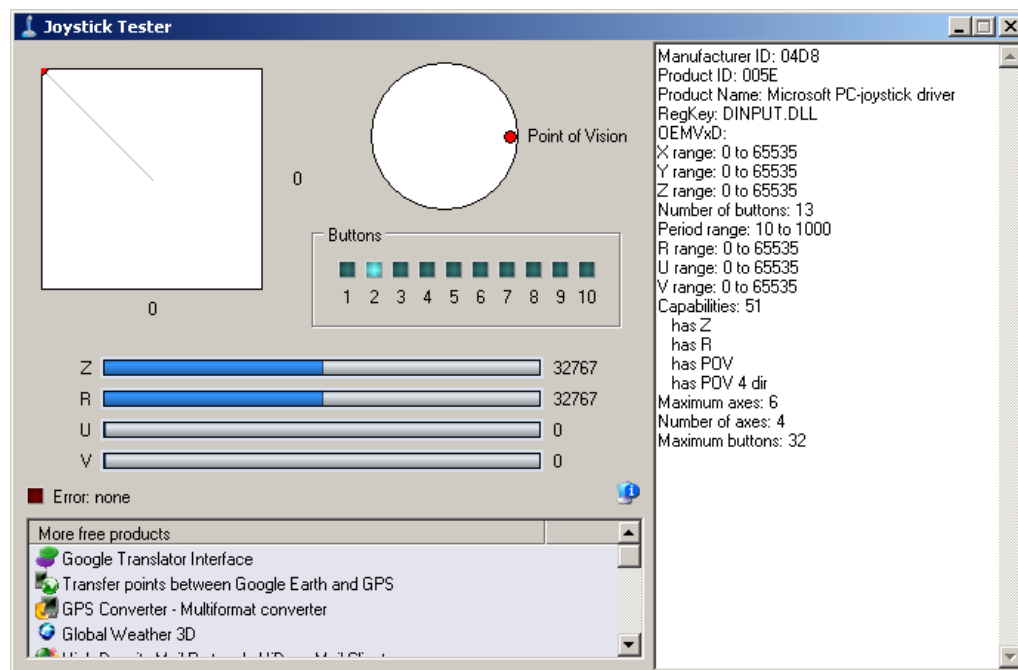 Joystick Tester
Point of Vision
0
0
Buttons
1 2 3 4 5 6 7 8 9 10
Z 32767
R 32767
U 0
V 0
Error: none
More free products
Google Translator Interface
Transfer points between Google Earth and GPS
GPS Converter - Multiformat converter
Global Weather 3D
Manufacturer ID: 04D8
Product ID: 005E
Product Name: Microsoft PC-joystick driver
RegKey: DINPUT.DLL
OEMVxD:
X range: 0 to 65535
Y range: 0 to 65535
Z range: 0 to 65535
Number of buttons: 13
Period range: 10 to 1000
R range: 0 to 65535
U range: 0 to 65535
V range: 0 to 65535
Capabilities: 51
has Z
has R
has POV
has POV 4 dir
Maximum axes: 6
Number of axes: 4
Maximum buttons: 32